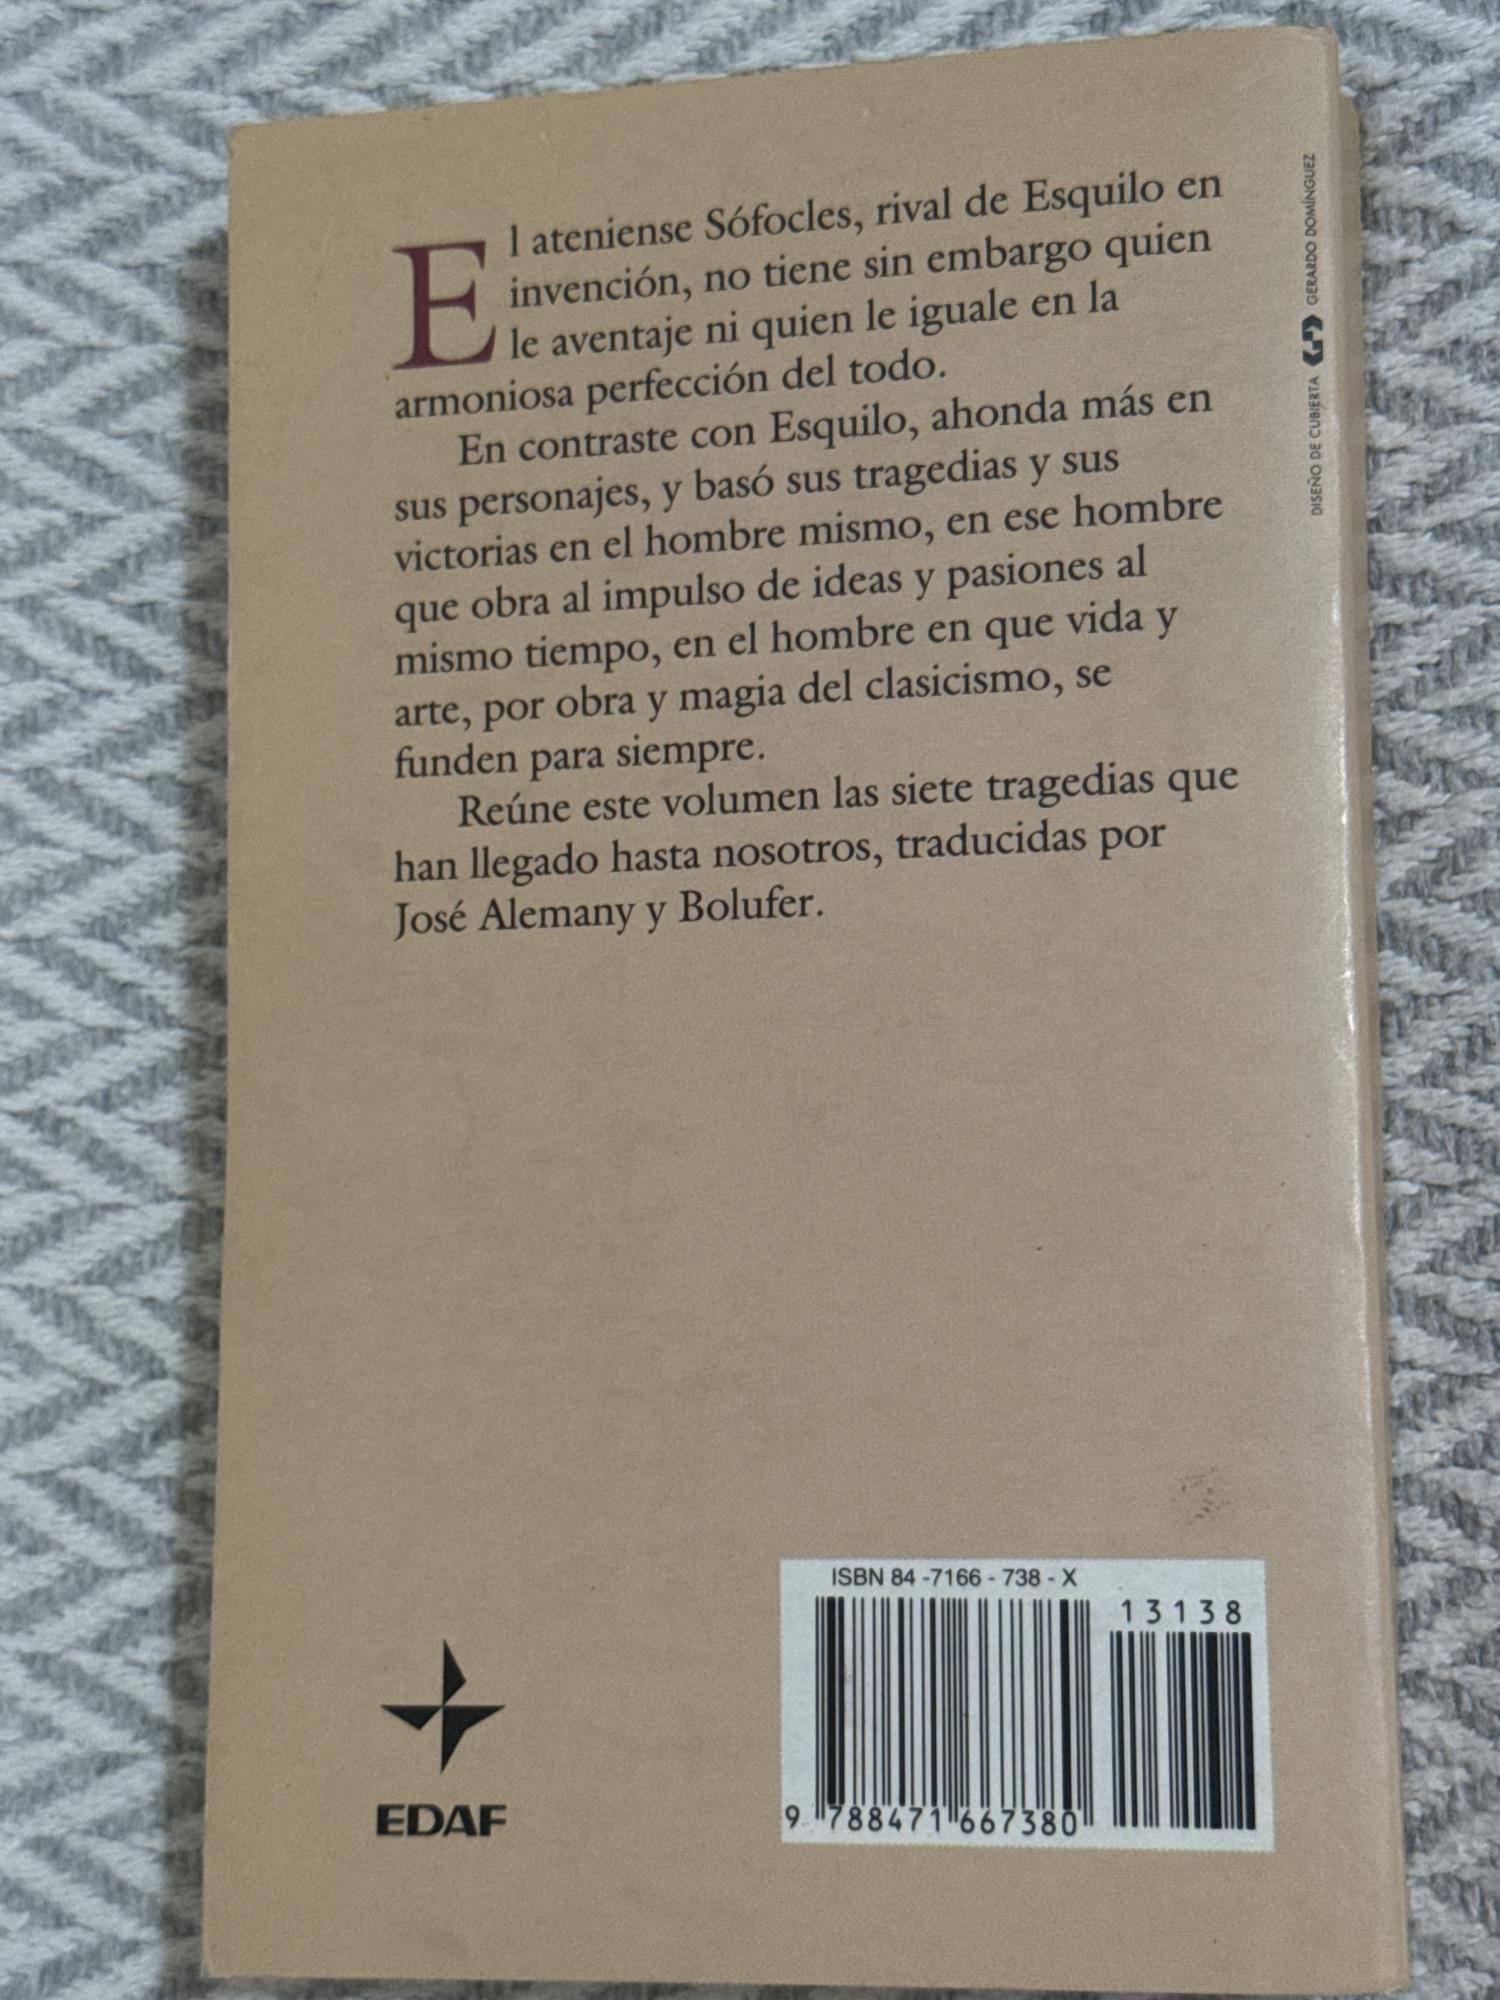 El ateniense Sófocles, rival de Esquilo en
invención, no tiene sin embargo quien
le aventaje ni quien le iguale en la
armoniosa perfección del todo.
En contraste con Esquilo, ahonda más en
sus personajes, y basó sus tragedias y sus
victorias en el hombre mismo, en ese hombre
que obra al impulso de ideas y pasiones al
mismo tiempo, en el hombre en que vida y
arte, por obra y magia del clasicismo, se
funden para siempre.
Reúne este volumen las siete tragedias que
han llegado hasta nosotros, traducidas por
José Alemany y Bolufer.
DISEÑO DE CUBIERTA GERARDO DOMÍNGUEZ
EDAF
ISBN 84 -7166 - 738 - X
13138
9 788471 667380